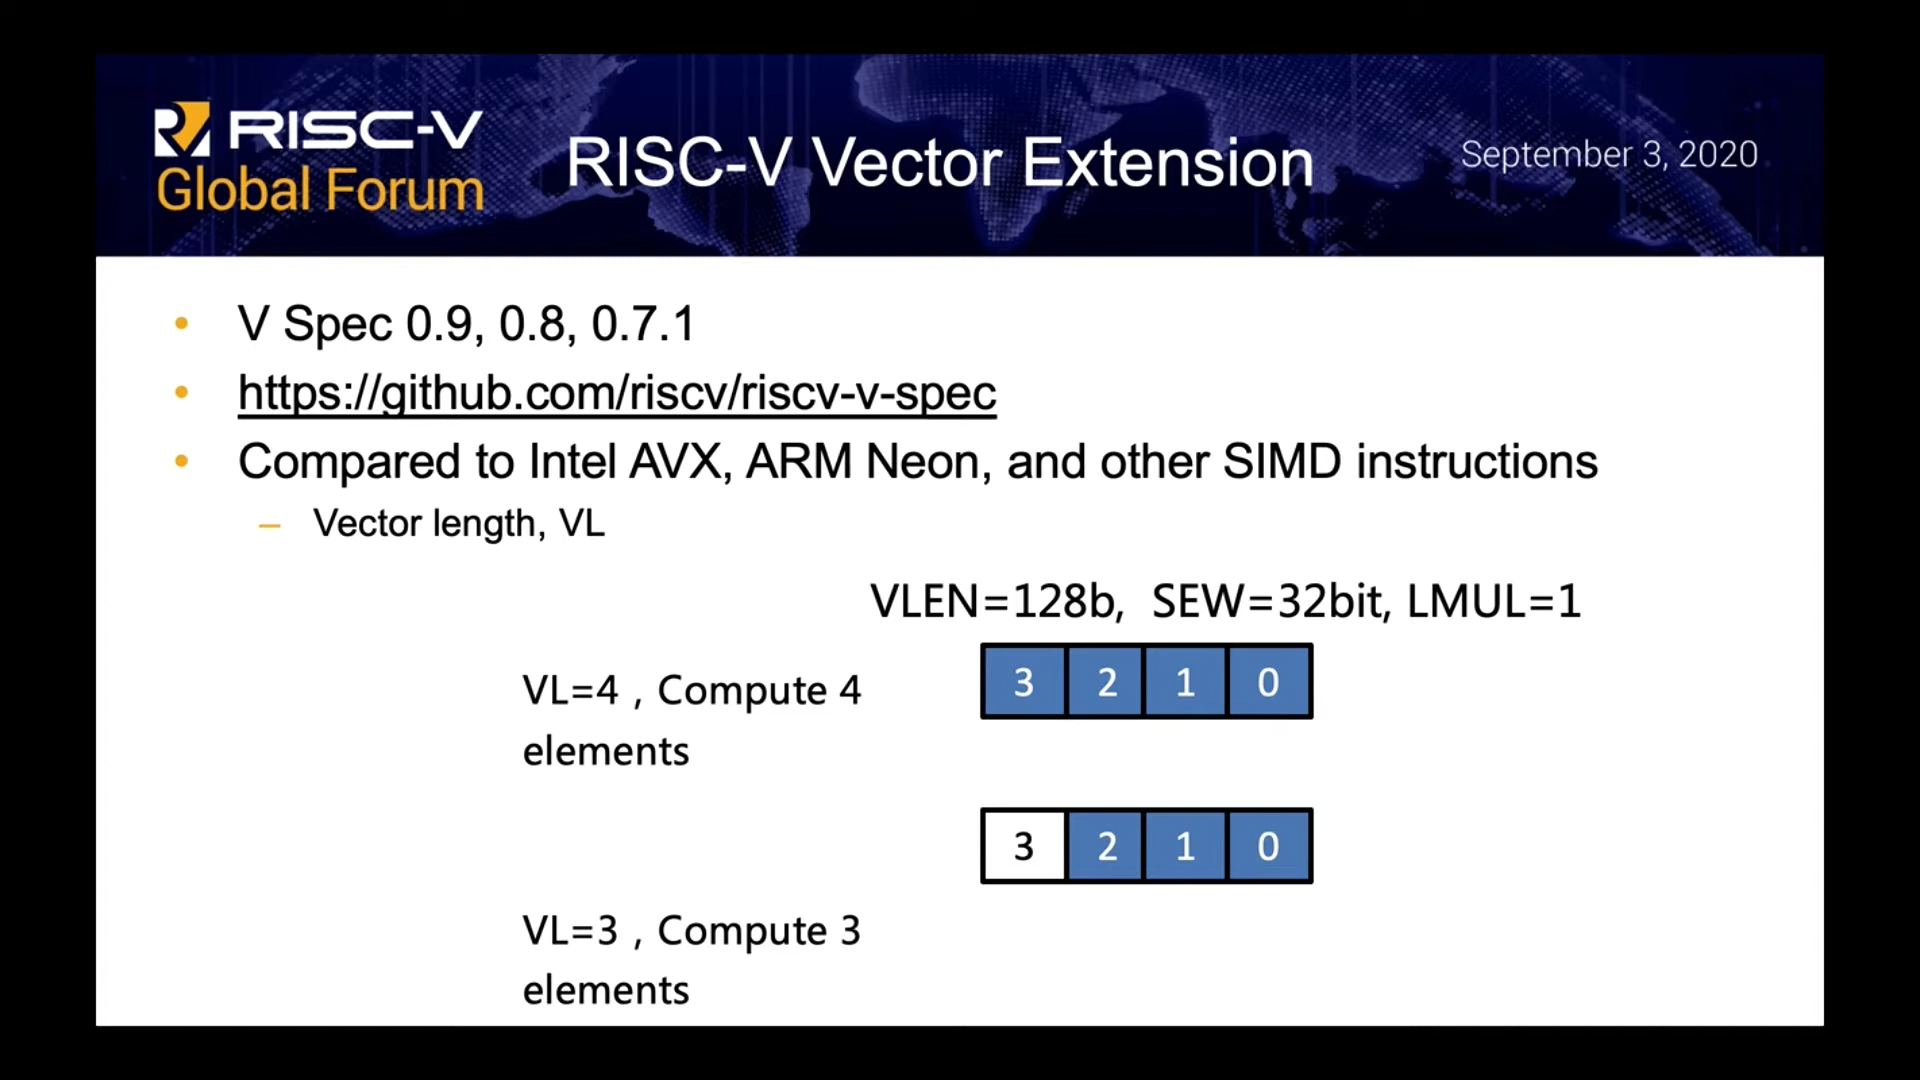 RISC-V
Global Forum
RISC-V Vector Extension
September 3, 2020
• V Spec 0.9, 0.8, 0.7.1
• https://github.com/riscv/riscv-v-spec
• Compared to Intel AVX, ARM Neon, and other SIMD instructions
– Vector length, VL
VLEN=128b, SEW=32bit, LMUL=1
VL=4 , Compute 4
elements
3 2 1 0
3 2 1 0
VL=3 , Compute 3
elements